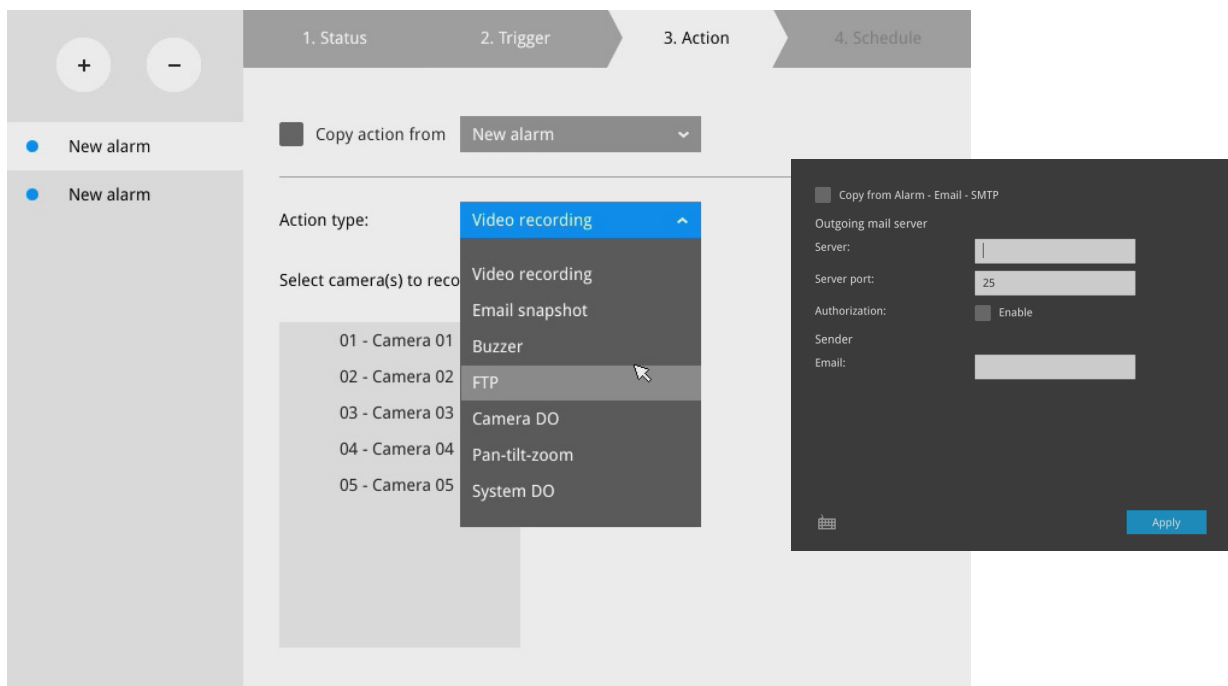 1. Status
2. Trigger
3. Action
4. Schedule
+
−
New alarm
New alarm
Copy action from
New alarm
Action type:
Video recording
Select camera(s) to reco
Video recording
Email snapshot
Buzzer
FTP
Camera DO
Pan-tilt-zoom
System DO
01 - Camera 01
02 - Camera 02
03 - Camera 03
04 - Camera 04
05 - Camera 05
Copy from Alarm - Email - SMTP
Outgoing mail server
Server:
Server port:
25
Authorization:
Enable
Sender
Email:
Apply